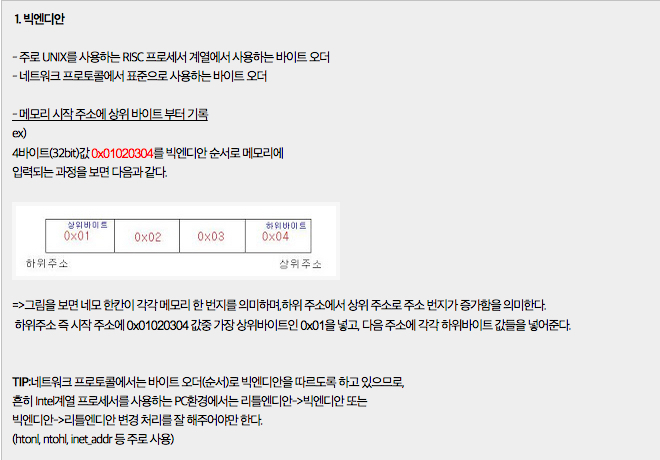 1. 빅엔디안
- 주로 UNIX를 사용하는 RISC 프로세서 계열에서 사용하는 바이트 오더
- 네트워크 프로토콜에서 표준으로 사용하는 바이트 오더
- 메모리 시작 주소에 상위 바이트 부터 기록
ex)
4바이트(32bit)값 0x01020304를 빅엔디안 순서로 메모리에
입력되는 과정을 보면 다음과 같다.
상위바이트 하위바이트
0x01 0x02 0x03 0x04
하위주소 상위주소
=>그림을 보면 네모 한칸이 각각 메모리 한 번지를 의미하며,하위 주소에서 상위 주소로 주소 번지가 증가함을 의미한다.
하위주소 즉 시작 주소에 0x01020304 값중 가장 상위바이트인 0x01을 넣고, 다음 주소에 각각 하위바이트 값들을 넣어준다.
TIP:네트워크 프로토콜에서는 바이트 오더(순서)로 빅엔디안을 따르도록 하고 있으므로,
흔히 Intel계열 프로세서를 사용하는 PC환경에서는 리틀엔디안->빅엔디안 또는
빅엔디안->리틀엔디안 변경 처리를 잘 해주어야만 한다.
(htonl, ntohl, inet_addr 등 주로 사용)